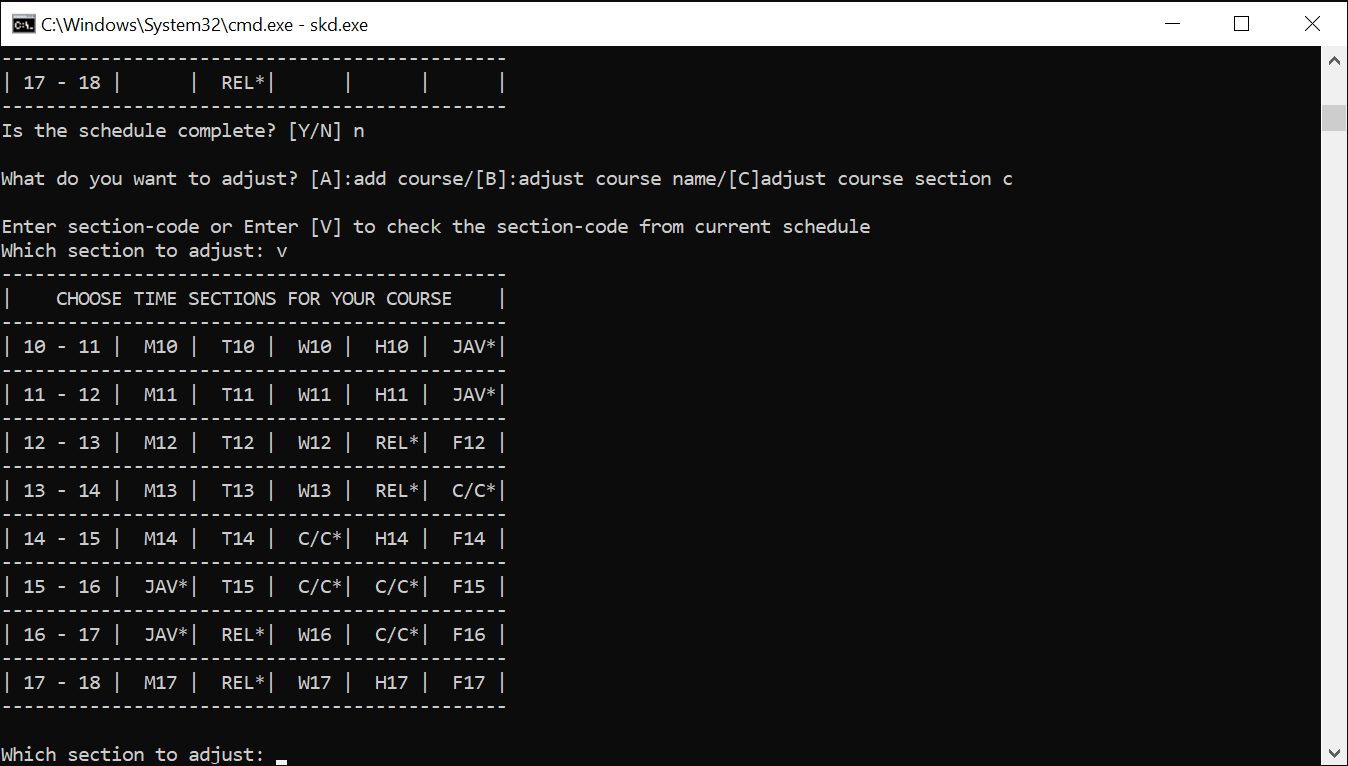 C:\Windows\System32\cmd.exe - skd.exe
----------------------------------------------
| 17 - 18 |      |  REL*|      |      |      |
----------------------------------------------
Is the schedule complete? [Y/N] n
What do you want to adjust? [A]:add course/[B]:adjust course name/[C]adjust course section c
Enter section-code or Enter [V] to check the section-code from current schedule
Which section to adjust: v
----------------------------------------------
|    CHOOSE TIME SECTIONS FOR YOUR COURSE    |
----------------------------------------------
| 10 - 11 |  M10 |  T10 |  W10 |  H10 |  JAV*|
----------------------------------------------
| 11 - 12 |  M11 |  T11 |  W11 |  H11 |  JAV*|
----------------------------------------------
| 12 - 13 |  M12 |  T12 |  W12 |  REL*|  F12 |
----------------------------------------------
| 13 - 14 |  M13 |  T13 |  W13 |  REL*|  C/C*|
----------------------------------------------
| 14 - 15 |  M14 |  T14 |  C/C*|  H14 |  F14 |
----------------------------------------------
| 15 - 16 |  JAV*|  T15 |  C/C*|  C/C*|  F15 |
----------------------------------------------
| 16 - 17 |  JAV*|  REL*|  W16 |  C/C*|  F16 |
----------------------------------------------
| 17 - 18 |  M17 |  REL*|  W17 |  H17 |  F17 |
----------------------------------------------
Which section to adjust: